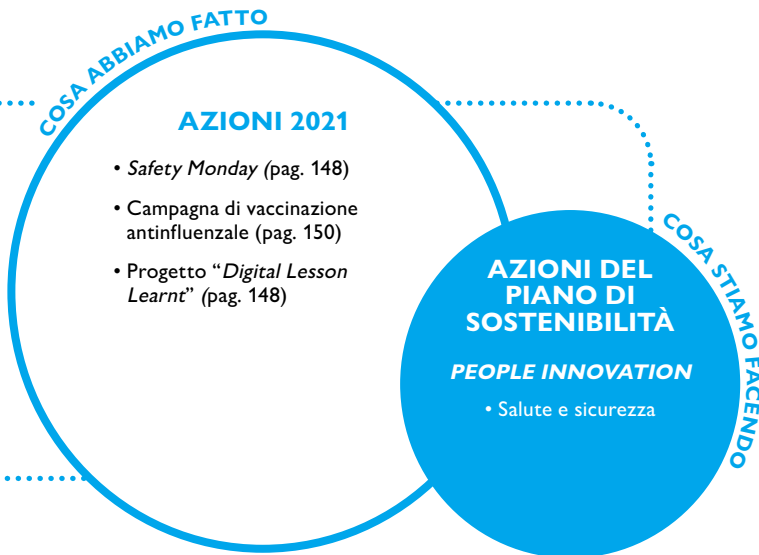 COSA ABBIAMO FATTO
AZIONI 2021
• Safety Monday (pag. 148)
• Campagna di vaccinazione
antinfluenzale (pag. 150)
• Progetto “Digital Lesson
Learnt” (pag. 148)
COSA STIAMO FACENDO
AZIONI DEL
PIANO DI
SOSTENIBILITÀ
PEOPLE INNOVATION
• Salute e sicurezza